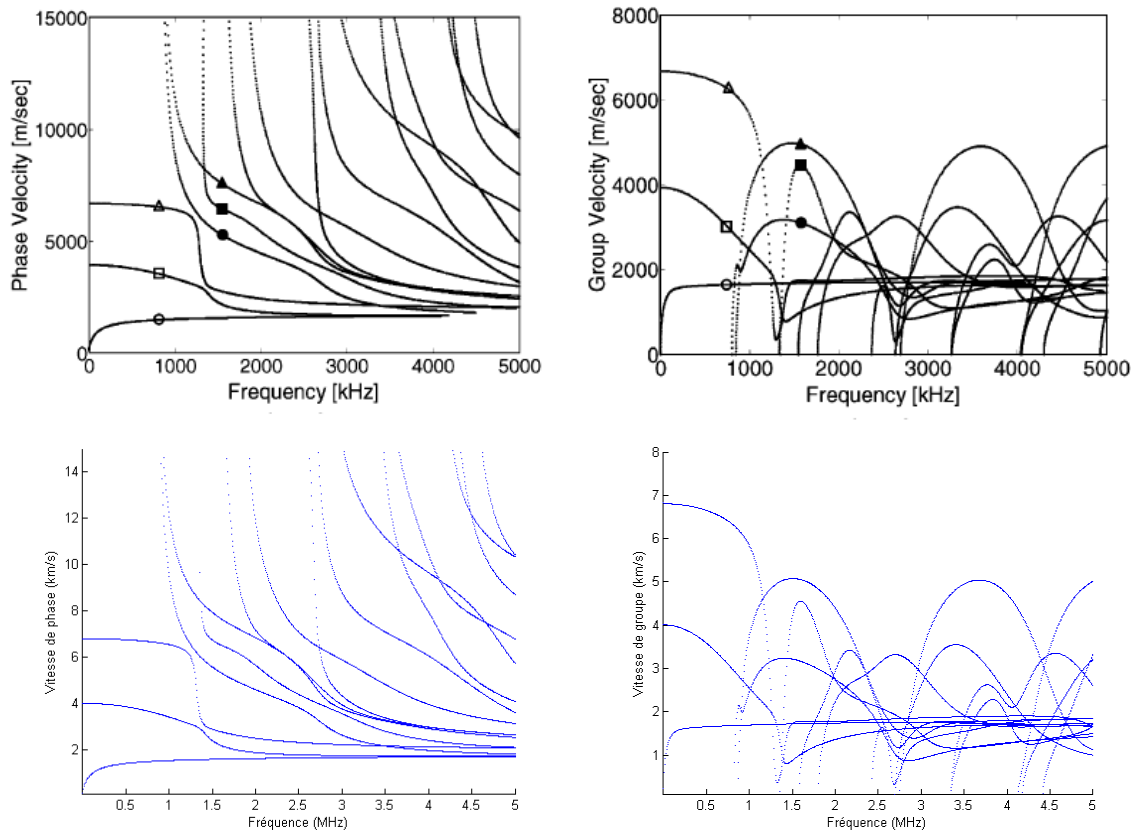 15000
10000
5000
0
Phase Velocity [m/sec]
0 1000 2000 3000 4000 5000
Frequency [kHz]
8000
6000
4000
2000
0
Group Velocity [m/sec]
0 1000 2000 3000 4000 5000
Frequency [kHz]
14
12
10
8
6
4
2
Vitesse de phase (km/s)
0.5 1 1.5 2 2.5 3 3.5 4 4.5 5
Fréquence (MHz)
8
7
6
5
4
3
2
1
Vitesse de groupe (km/s)
0.5 1 1.5 2 2.5 3 3.5 4 4.5 5
Fréquence (MHz)